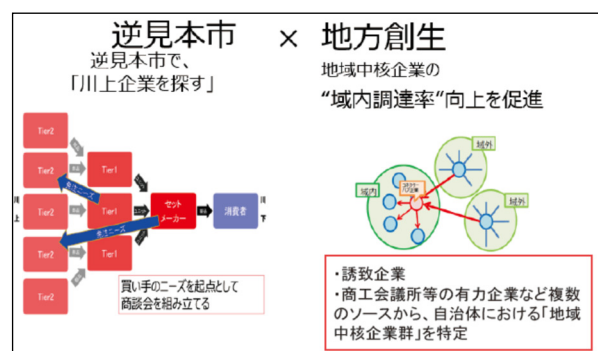 逆見本市 × 地方創生
逆見本市で、
「川上企業を探す」
地域中核企業の
“域内調達率”向上を促進
Tier2
Tier2
Tier2
Tier2
Tier2
Tier1
Tier1
Tier1
セット
メーカー
消費者
川
上
川
下
買い手のニーズを起点として
商談会を組み立てる
域内
域外
域外
・誘致企業
・商工会議所等の有力企業など複数
のソースから、自治体における「地域
中核企業群」を特定